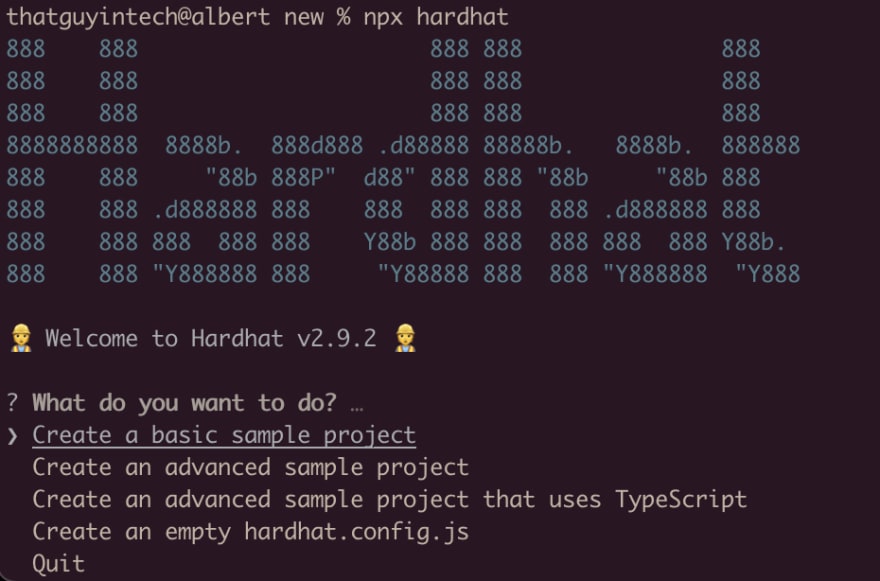 thatguyintech@albert new % npx hardhat
888    888                      888 888               888
888    888                      888 888               888
888    888                      888 888               888
8888888888  8888b.  888d888 .d88888 88888b.   8888b.  888888
888    888     "88b 888P"  d88" 888 888 "88b     "88b 888
888    888 .d888888 888    888  888 888  888 .d888888 888
888    888 888  888 888    Y88b 888 888  888 888  888 Y88b.
888    888 "Y888888 888     "Y88888 888  888 "Y888888  "Y888
👷 Welcome to Hardhat v2.9.2 👷
? What do you want to do? …
❯ Create a basic sample project
Create an advanced sample project
Create an advanced sample project that uses TypeScript
Create an empty hardhat.config.js
Quit